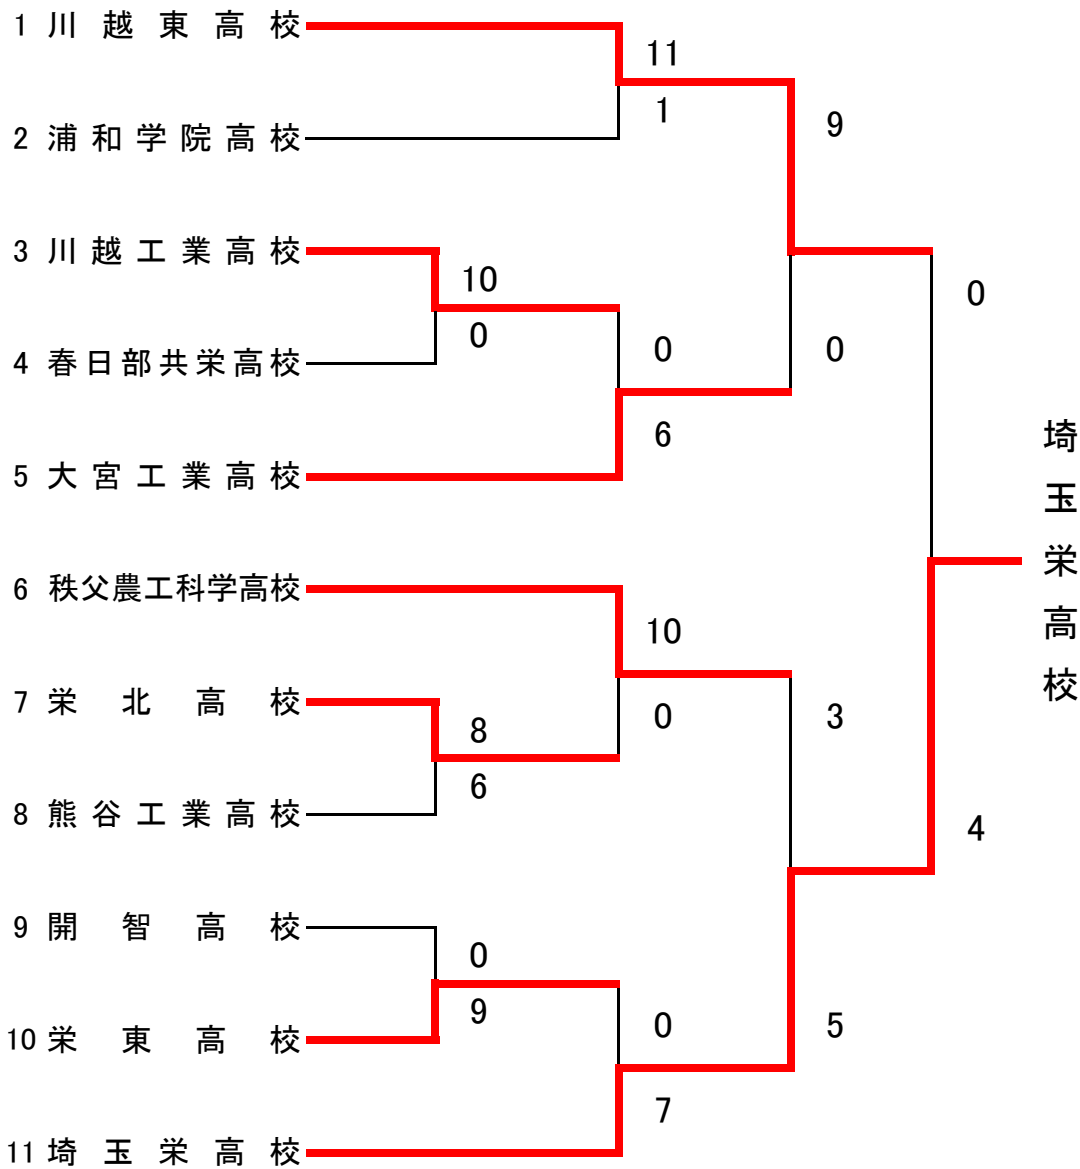 1 川越東高校
11
1
2 浦和学院高校
9
3 川越工業高校
10
0
0
4 春日部共栄高校
0
0
6
5 大宮工業高校
埼玉栄高校
6 秩父農工科学高校
10
0
7 栄北高校
8
6
3
8 熊谷工業高校
4
9 開智高校
0
9
10 栄東高校
0
5
7
11 埼玉栄高校